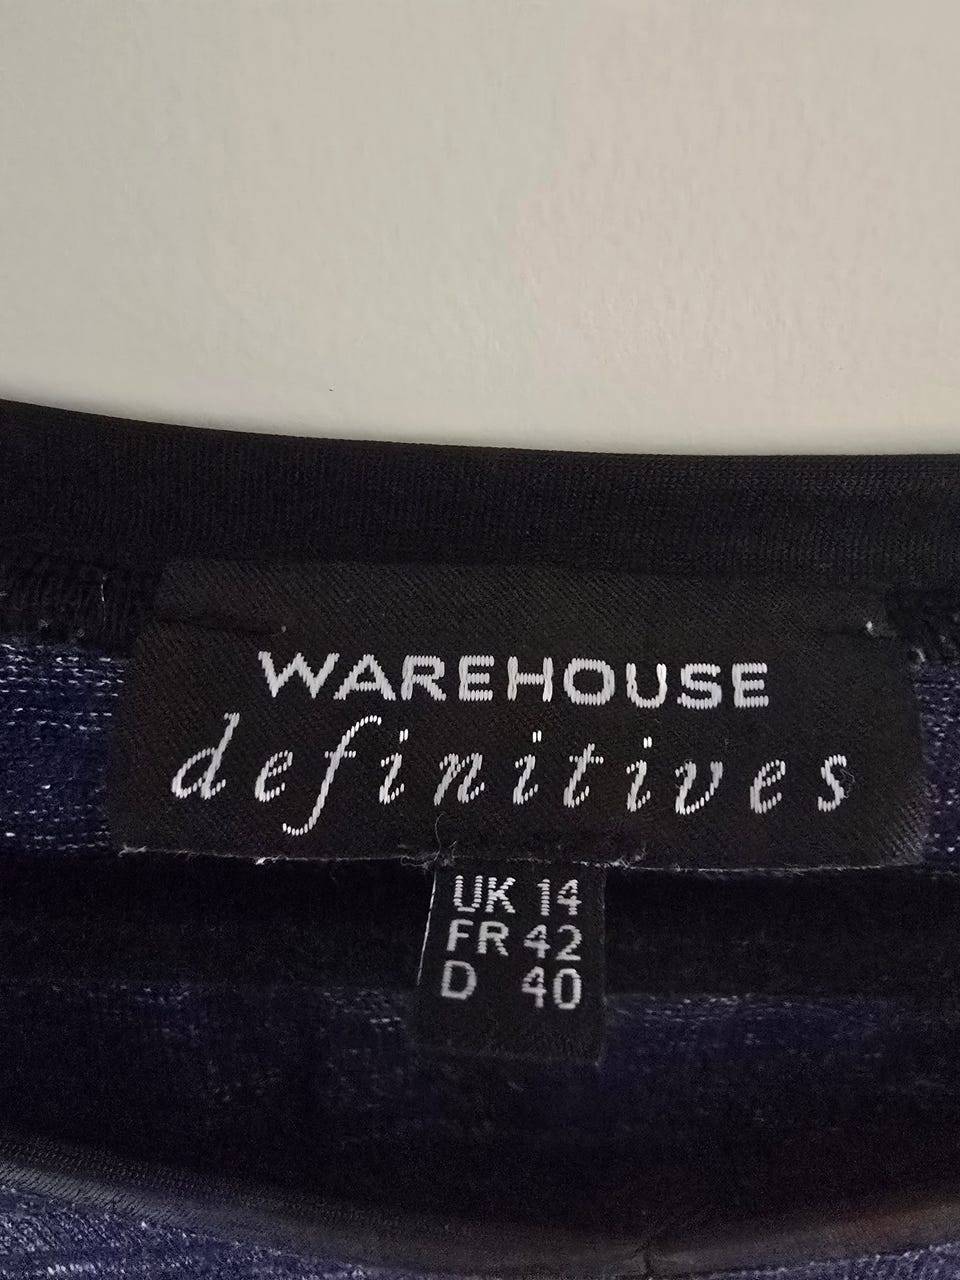 WAREHOUSE
definitives
UK 14
FR 42
D 40